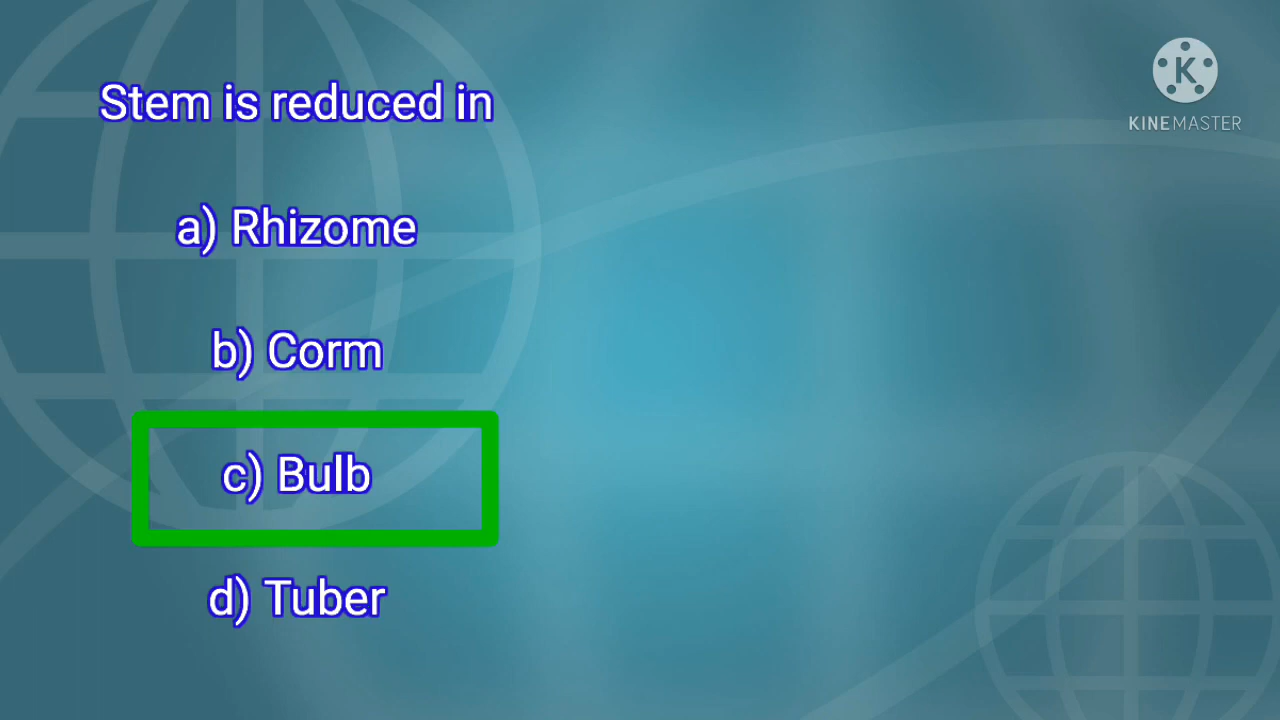 Stem is reduced in
a) Rhizome
b) Corm
c) Bulb
d) Tuber
K
KINEMASTER